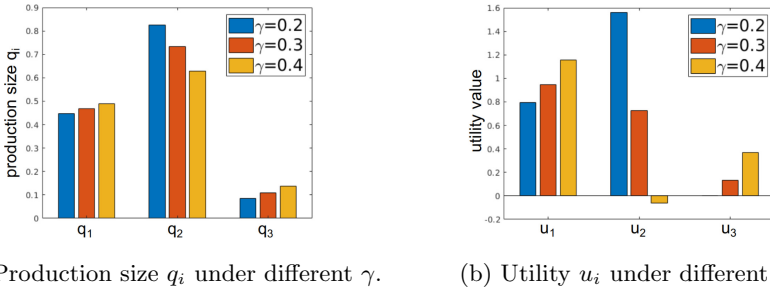 0.9
0.8
0.7
0.6
0.5
0.4
0.3
0.2
0.1
0
production size qi
γ=0.2
γ=0.3
γ=0.4
q1 q2 q3
1.6
1.4
1.2
1
0.8
0.6
0.4
0.2
0
-0.2
utility value
γ=0.2
γ=0.3
γ=0.4
u1 u2 u3
Production size qi under different γ.
(b) Utility ui under different